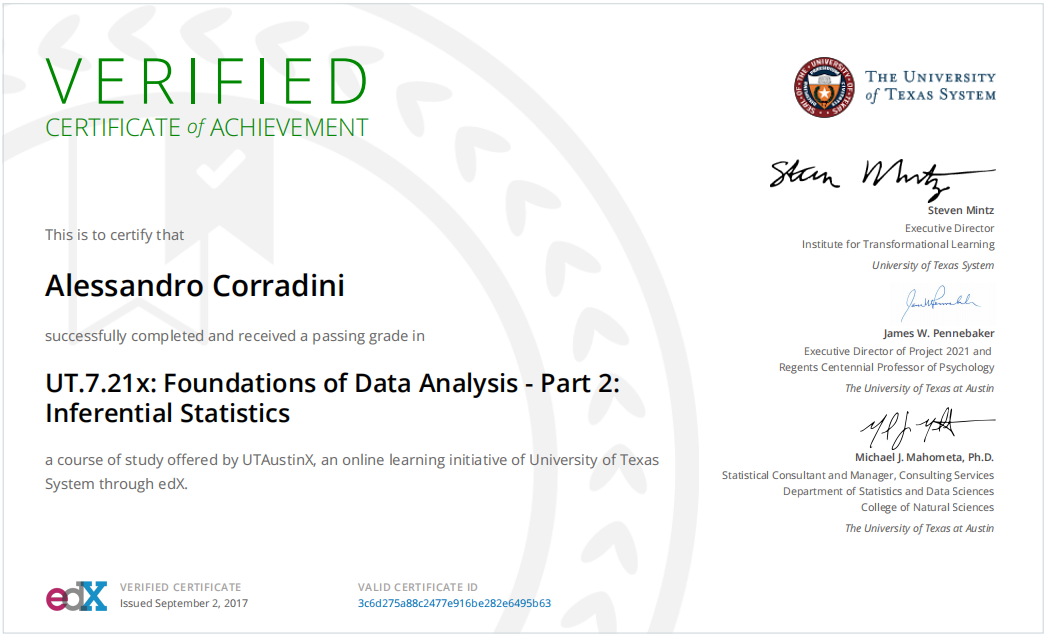 VERIFIED
CERTIFICATE of ACHIEVEMENT
This is to certify that
Alessandro Corradini
successfully completed and received a passing grade in
UT.7.21x: Foundations of Data Analysis - Part 2:
Inferential Statistics
a course of study offered by UTAustinX, an online learning initiative of University of Texas
System through edX.
THE UNIVERSITY
of TEXAS SYSTEM
Steven Mintz
Executive Director
Institute for Transformational Learning
University of Texas System
James W. Pennebaker
Executive Director of Project 2021 and
Regents Centennial Professor of Psychology
The University of Texas at Austin
Michael J. Mahometa, Ph.D.
Statistical Consultant and Manager, Consulting Services
Department of Statistics and Data Sciences
College of Natural Sciences
The University of Texas at Austin
edX
VERIFIED CERTIFICATE
Issued September 2, 2017
VALID CERTIFICATE ID
3c6d275a88c2477e916be282e6495b63